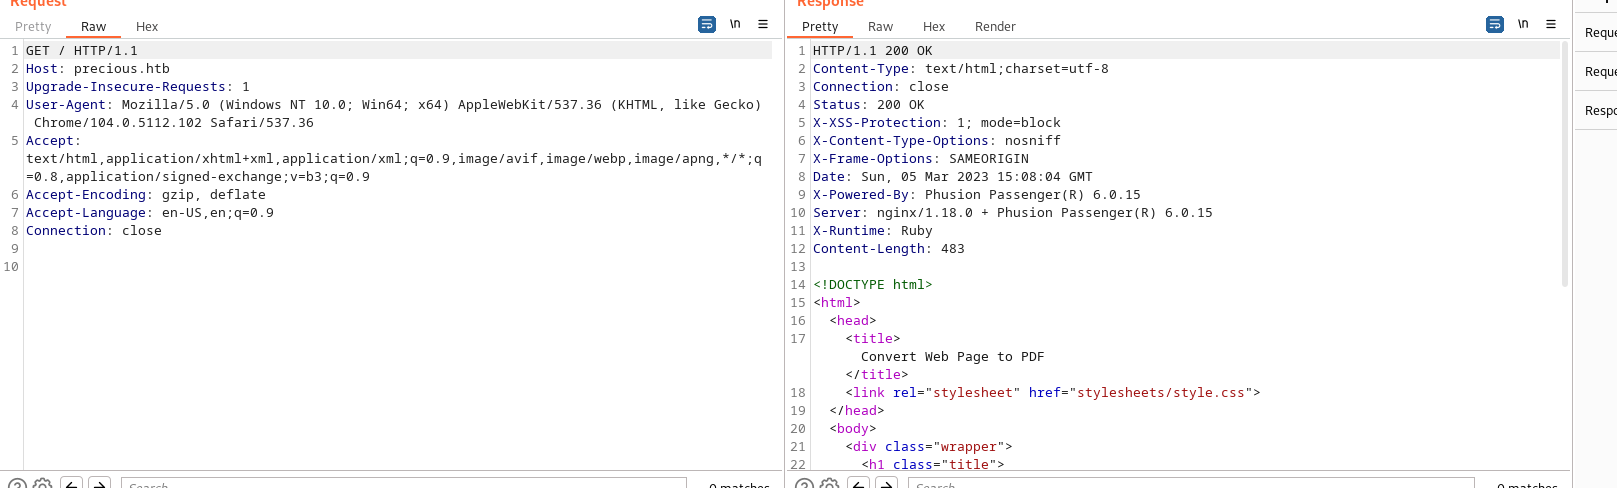 Request
Pretty Raw Hex
\n
1 GET / HTTP/1.1
2 Host: precious.htb
3 Upgrade-Insecure-Requests: 1
4 User-Agent: Mozilla/5.0 (Windows NT 10.0; Win64; x64) AppleWebKit/537.36 (KHTML, like Gecko)
Chrome/104.0.5112.102 Safari/537.36
5 Accept:
text/html,application/xhtml+xml,application/xml;q=0.9,image/avif,image/webp,image/apng,*/*;q
=0.8,application/signed-exchange;v=b3;q=0.9
6 Accept-Encoding: gzip, deflate
7 Accept-Language: en-US,en;q=0.9
8 Connection: close
9
10
Search...
0 matches
Response
Pretty Raw Hex Render
\n
1 HTTP/1.1 200 OK
2 Content-Type: text/html;charset=utf-8
3 Connection: close
4 Status: 200 OK
5 X-XSS-Protection: 1; mode=block
6 X-Content-Type-Options: nosniff
7 X-Frame-Options: SAMEORIGIN
8 Date: Sun, 05 Mar 2023 15:08:04 GMT
9 X-Powered-By: Phusion Passenger(R) 6.0.15
10 Server: nginx/1.18.0 + Phusion Passenger(R) 6.0.15
11 X-Runtime: Ruby
12 Content-Length: 483
13
14 <!DOCTYPE html>
15 <html>
16 <head>
17 <title>
Convert Web Page to PDF
</title>
18 <link rel="stylesheet" href="stylesheets/style.css">
19 </head>
20 <body>
21 <div class="wrapper">
22 <h1 class="title">
Search...
0 matches
Reque
Reque
Respo